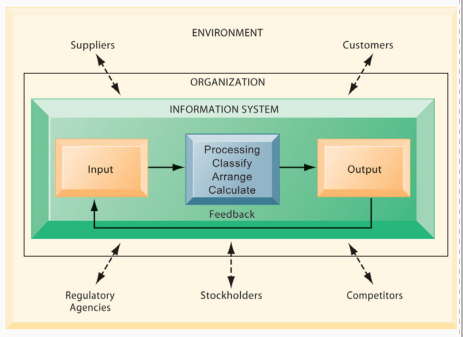 ENVIRONMENT
Suppliers
Customers
ORGANIZATION
INFORMATION SYSTEM
Input
Processing
Classify
Arrange
Calculate
Output
Feedback
Regulatory
Agencies
Stockholders
Competitors